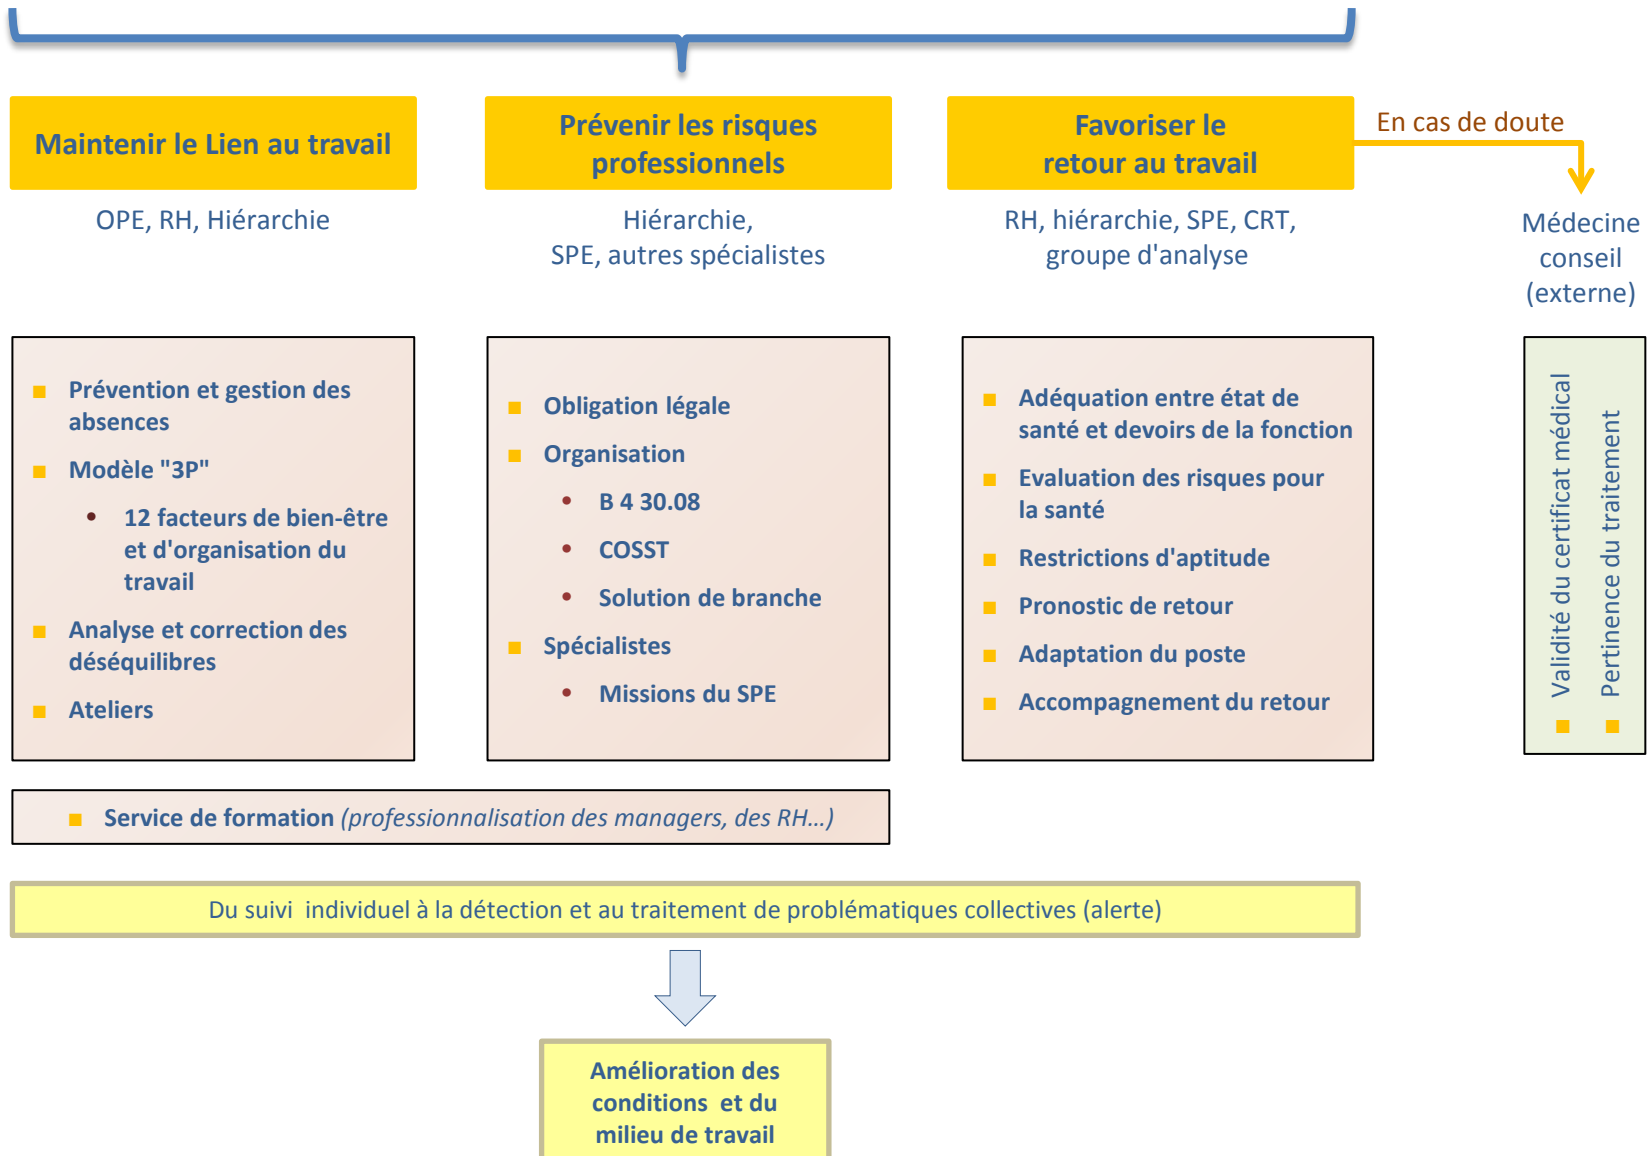 Maintenir le Lien au travail
OPE, RH, Hiérarchie
Prévenir les risques
professionnels
Hiérarchie,
SPE, autres spécialistes
Favoriser le
retour au travail
RH, hiérarchie, SPE, CRT,
groupe d'analyse
En cas de doute
Médecine
conseil
(externe)
Prévention et gestion des
absences
Modèle "3P"
12 facteurs de bien-être
et d'organisation du
travail
Analyse et correction des
déséquilibres
Ateliers
Obligation légale
Organisation
B 4 30.08
COSST
Solution de branche
Spécialistes
Missions du SPE
Adéquation entre état de
santé et devoirs de la fonction
Evaluation des risques pour
la santé
Restrictions d'aptitude
Pronostic de retour
Adaptation du poste
Accompagnement du retour
Validité du certificat médical
Pertinence du traitement
Service de formation (professionnalisation des managers, des RH...)
Du suivi individuel à la détection et au traitement de problématiques collectives (alerte)
Amélioration des
conditions et du
milieu de travail